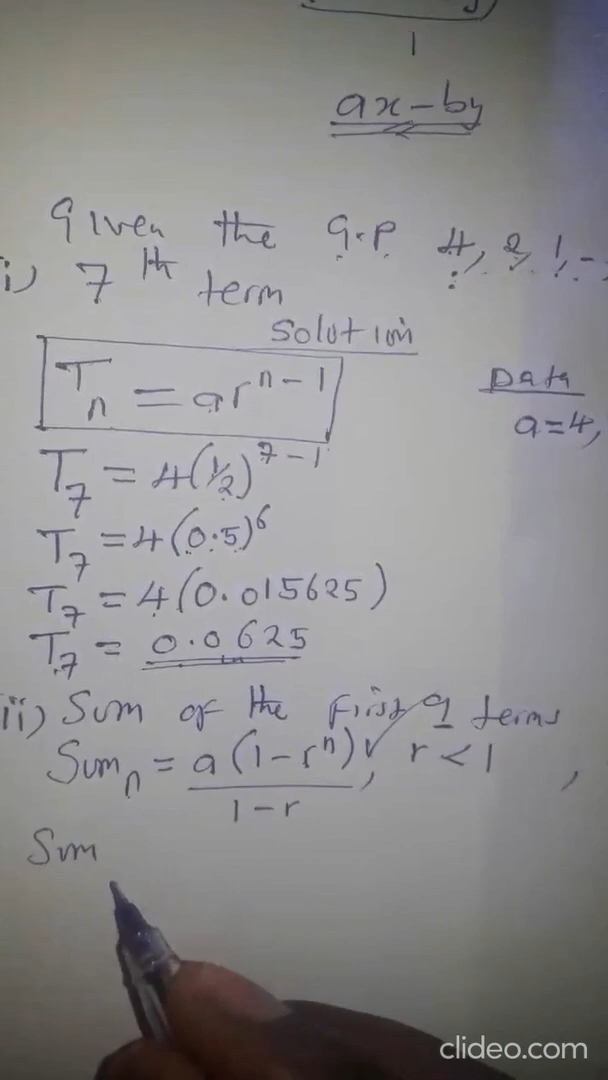 1
ax-by
Given the G.P 4, 2, 1, -
i) 7th term
Solution
Tn = ar^n-1
Data
a=4,
T7 = 4(1/2)^7-1
T7 = 4(0.5)^6
T7 = 4(0.015625)
T7 = 0.0625
ii) Sum of the first 9 terms
Sumn = a(1-r^n), r<1 ,
1-r
Sum
clideo.com